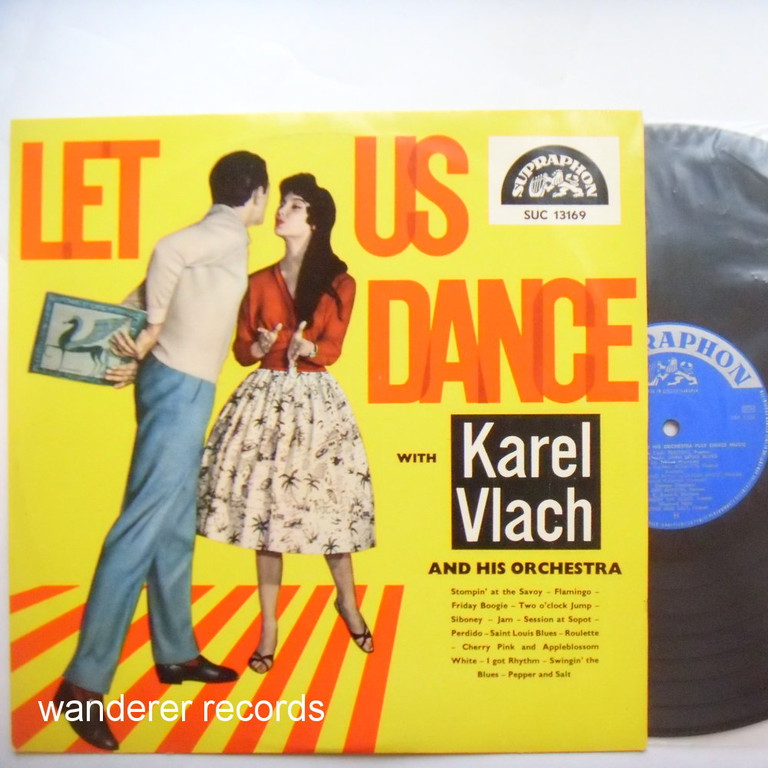 LET US
DANCE
SUPRAPHON
SUC 13169
WITH Karel
Vlach
AND HIS ORCHESTRA
Stompin' at the Savoy – Flamingo –
Friday Boogie – Two o'clock Jump –
Siboney – Jam – Session at Sopot –
Perdido – Saint Louis Blues – Roulette
– Cherry Pink and Appleblossom
White – I got Rhythm – Swingin' the
Blues – Pepper and Salt
RAPHON
wanderer records